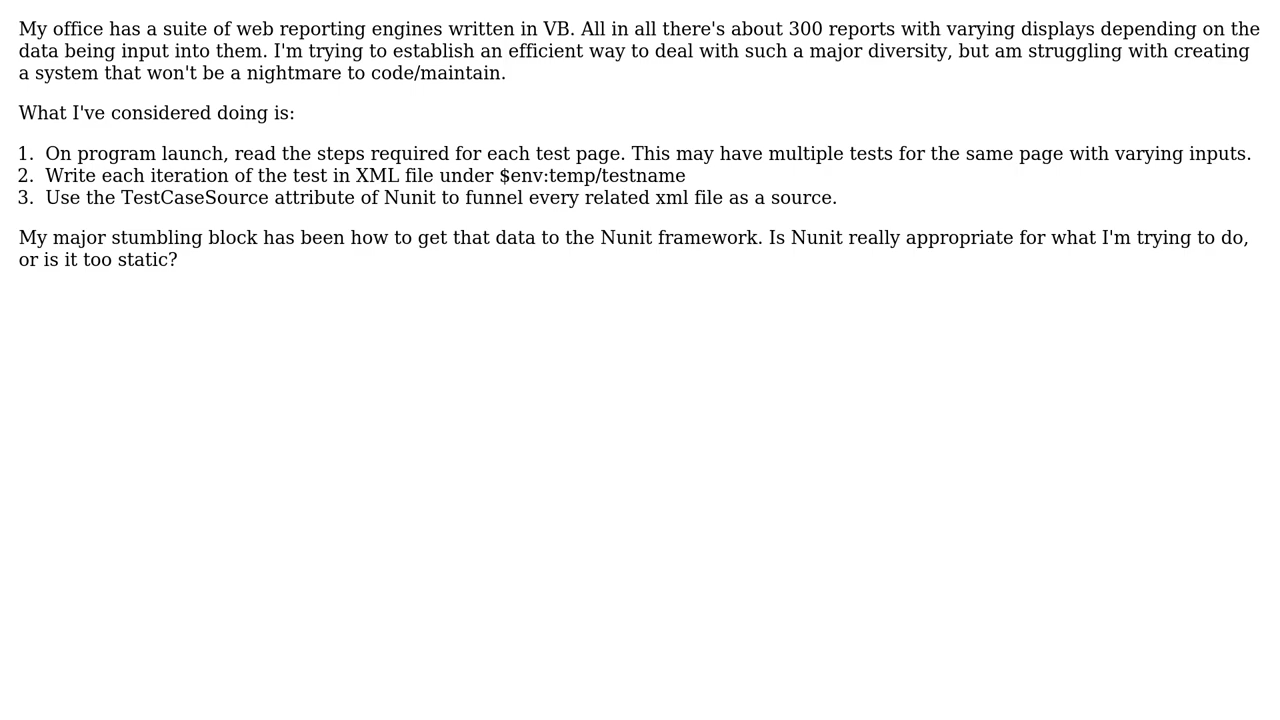 My office has a suite of web reporting engines written in VB. All in all there's about 300 reports with varying displays depending on the
data being input into them. I'm trying to establish an efficient way to deal with such a major diversity, but am struggling with creating
a system that won't be a nightmare to code/maintain.
What I've considered doing is:
1. On program launch, read the steps required for each test page. This may have multiple tests for the same page with varying inputs.
2. Write each iteration of the test in XML file under $env:temp/testname
3. Use the TestCaseSource attribute of Nunit to funnel every related xml file as a source.
My major stumbling block has been how to get that data to the Nunit framework. Is Nunit really appropriate for what I'm trying to do,
or is it too static?